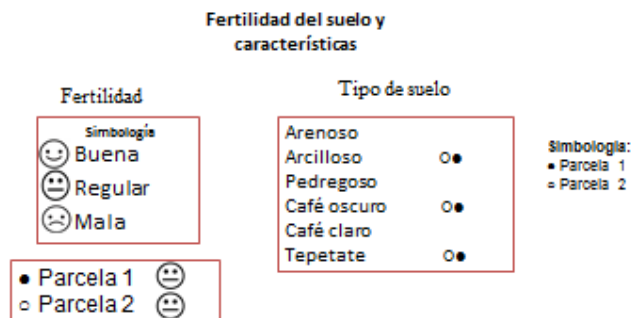 Fertilidad del suelo y
características
Fertilidad
Simbología
Buena
Regular
Mala
● Parcela 1
○ Parcela 2
Tipo de suelo
Arenoso
Arcilloso ○●
Pedregoso
Café oscuro ○●
Café claro
Tepetate ○●
Simbología:
● Parcela 1
○ Parcela 2